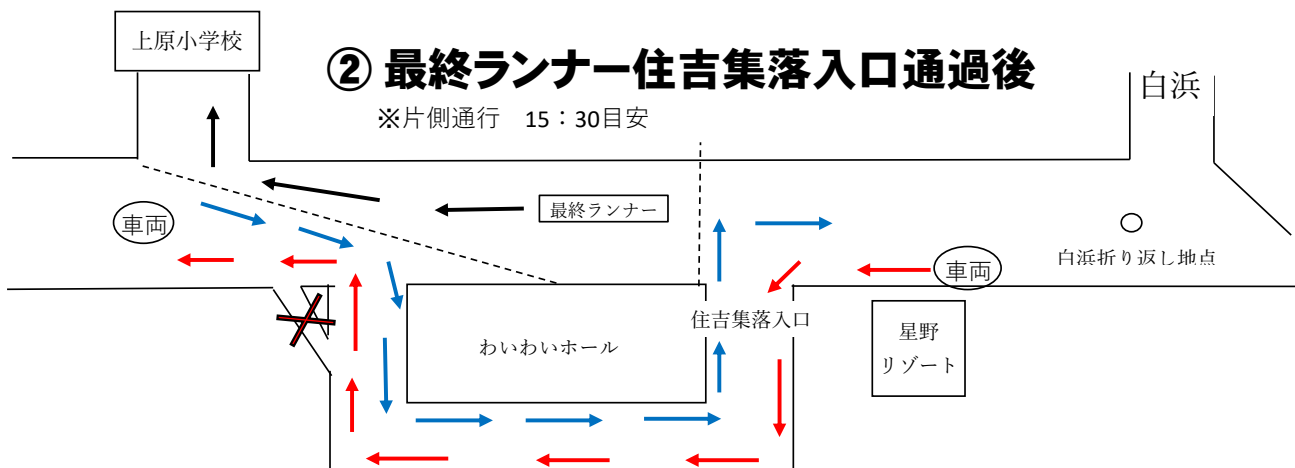 上原小学校
② 最終ランナー住吉集落入口通過後
※片側通行 15：30目安
白浜
最終ランナー
車両
車両
白浜折り返し地点
住吉集落入口
わいわいホール
星野
リゾート